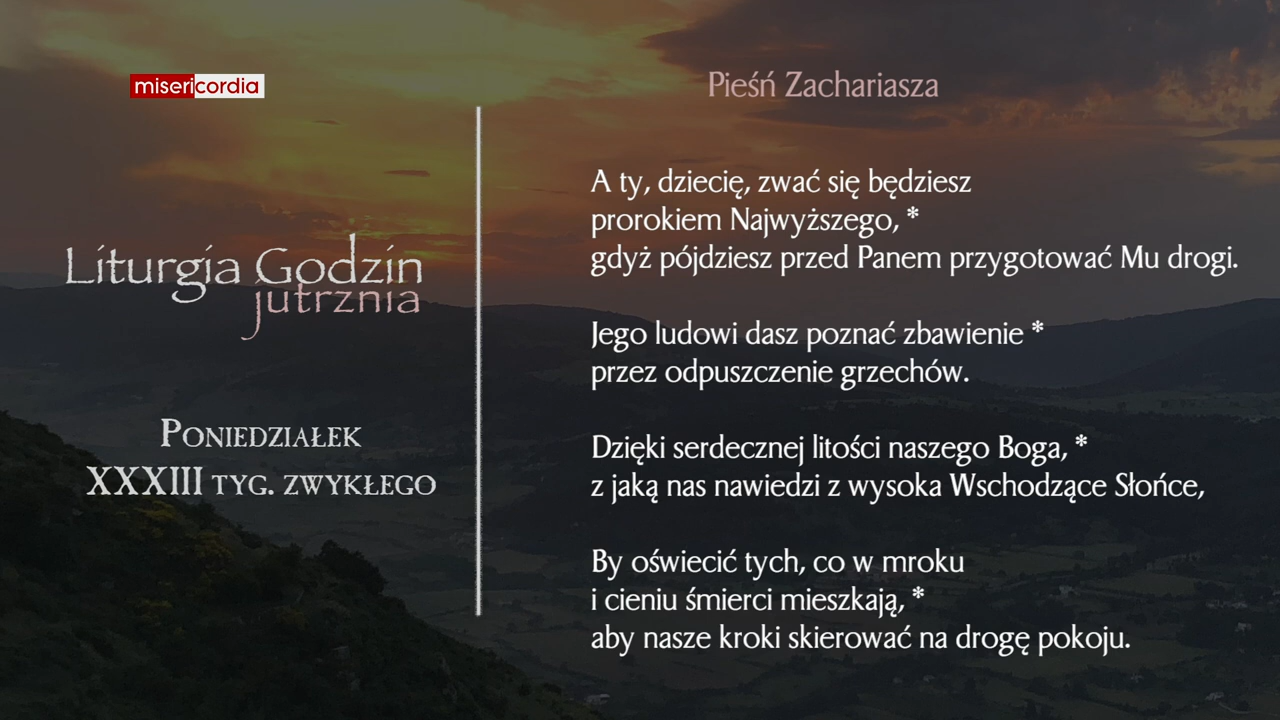 misericordia
Liturgia Godzin
jutrznia
Poniedziałek
XXXIII tyg. zwykłego
Pieśń Zachariasza
A ty, dziecię, zwać się będziesz
prorokiem Najwyższego, *
gdyż pójdziesz przed Panem przygotować Mu drogi.
Jego ludowi dasz poznać zbawienie *
przez odpuszczenie grzechów.
Dzięki serdecznej litości naszego Boga, *
z jaką nas nawiedzi z wysoka Wschodzące Słońce,
By oświecić tych, co w mroku
i cieniu śmierci mieszkają, *
aby nasze kroki skierować na drogę pokoju.